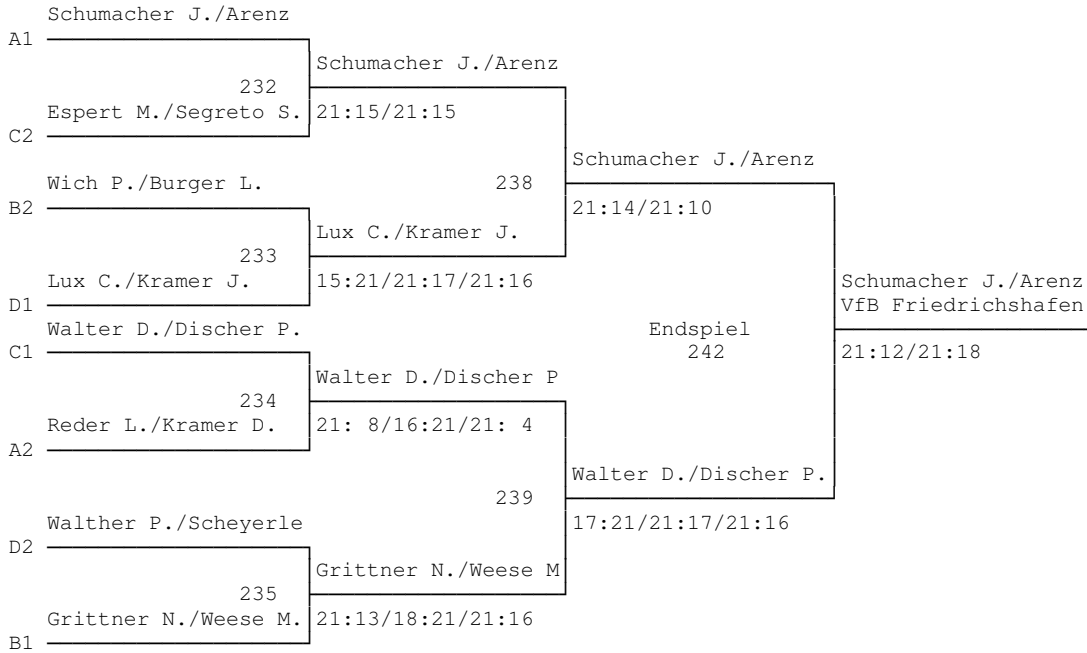 Schumacher J./Arenz
A1
Schumacher J./Arenz
232
Espert M./Segreto S. 21:15/21:15
C2
Schumacher J./Arenz
Wich P./Burger L. 238
B2 21:14/21:10
Lux C./Kramer J.
233
Lux C./Kramer J. 15:21/21:17/21:16 Schumacher J./Arenz
D1 VfB Friedrichshafen
Walter D./Discher P. Endspiel
C1 242 21:12/21:18
Walter D./Discher P
234
Reder L./Kramer D. 21: 8/16:21/21: 4
A2
Walter D./Discher P.
239
Walther P./Scheyerle 17:21/21:17/21:16
D2
Grittner N./Weese M
235
Grittner N./Weese M. 21:13/18:21/21:16
B1